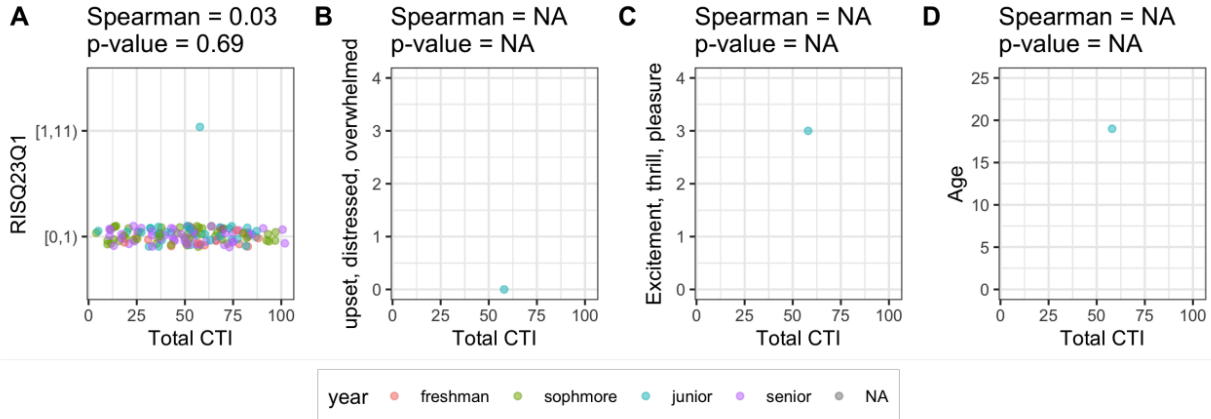 A
Spearman = 0.03
p-value = 0.69
RISQ23Q1
[1,11)
[0,1)
0 25 50 75 100
Total CTI
B
Spearman = NA
p-value = NA
upset, distressed, overwhelmed
4
3
2
1
0
0 25 50 75 100
Total CTI
C
Spearman = NA
p-value = NA
Excitement, thrill, pleasure
4
3
2
1
0
0 25 50 75 100
Total CTI
D
Spearman = NA
p-value = NA
Age
25
20
15
10
5
0
0 25 50 75 100
Total CTI
year freshman sophmore junior senior NA